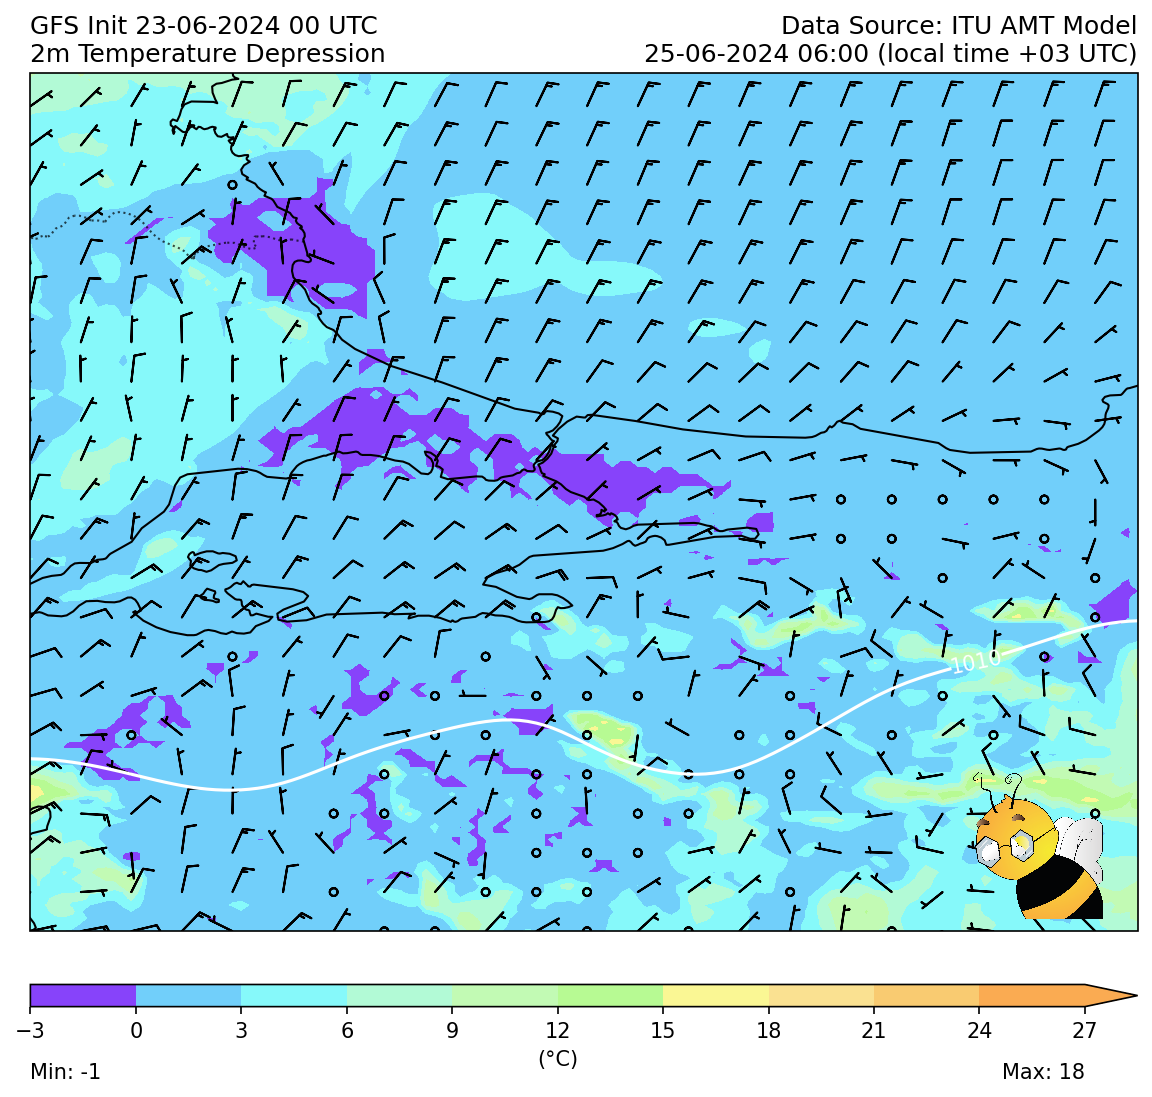 GFS Init 23-06-2024 00 UTC
Data Source: ITU AMT Model
2m Temperature Depression
25-06-2024 06:00 (local time +03 UTC)
1010
−3 0 3 6 9 12 15 18 21 24 27
(°C)
Min: -1
Max: 18